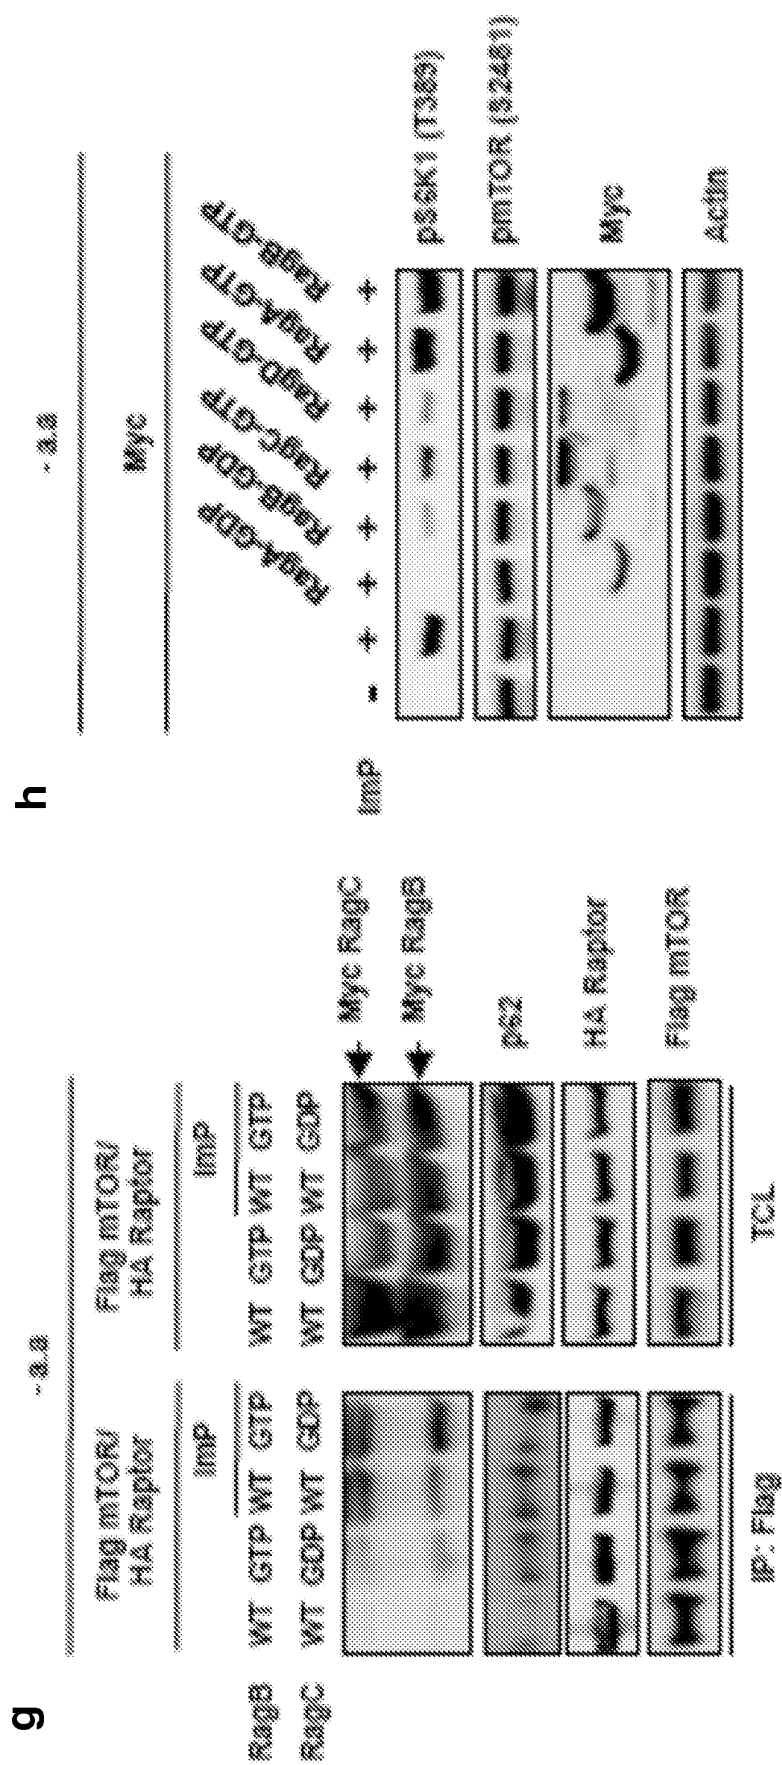 g
- a.a
Flag mTOR/ HA Raptor
Flag mTOR/ HA Raptor
ImP
ImP
RagB WT GTP WT GTP WT GTP WT GTP
RagC WT GDP WT GDP WT GDP WT GDP
Myc RagC
Myc RagB
p62
HA Raptor
Flag mTOR
IP: Flag
TCL
h
- a.a
Myc
RagA-GDP
RagB-GDP
RagC-GTP
RagD-GTP
RagA-GTP
RagB-GTP
ImP - + + + + + + +
pS6K1 (T389)
pmTOR (S2481)
Myc
Actin